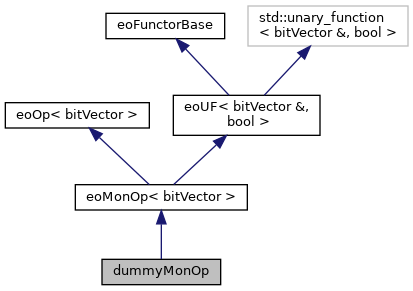 eoFunctorBase
std::unary_function
< bitVector &, bool >
eoOp< bitVector >
eoUF< bitVector &,
bool >
eoMonOp< bitVector >
dummyMonOp